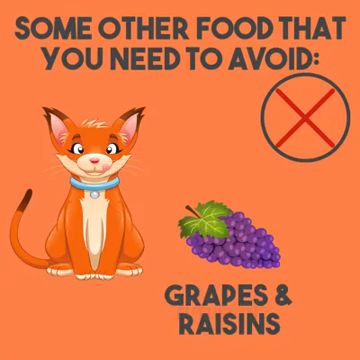 SOME OTHER FOOD THAT
YOU NEED TO AVOID:
GRAPES &
RAISINS